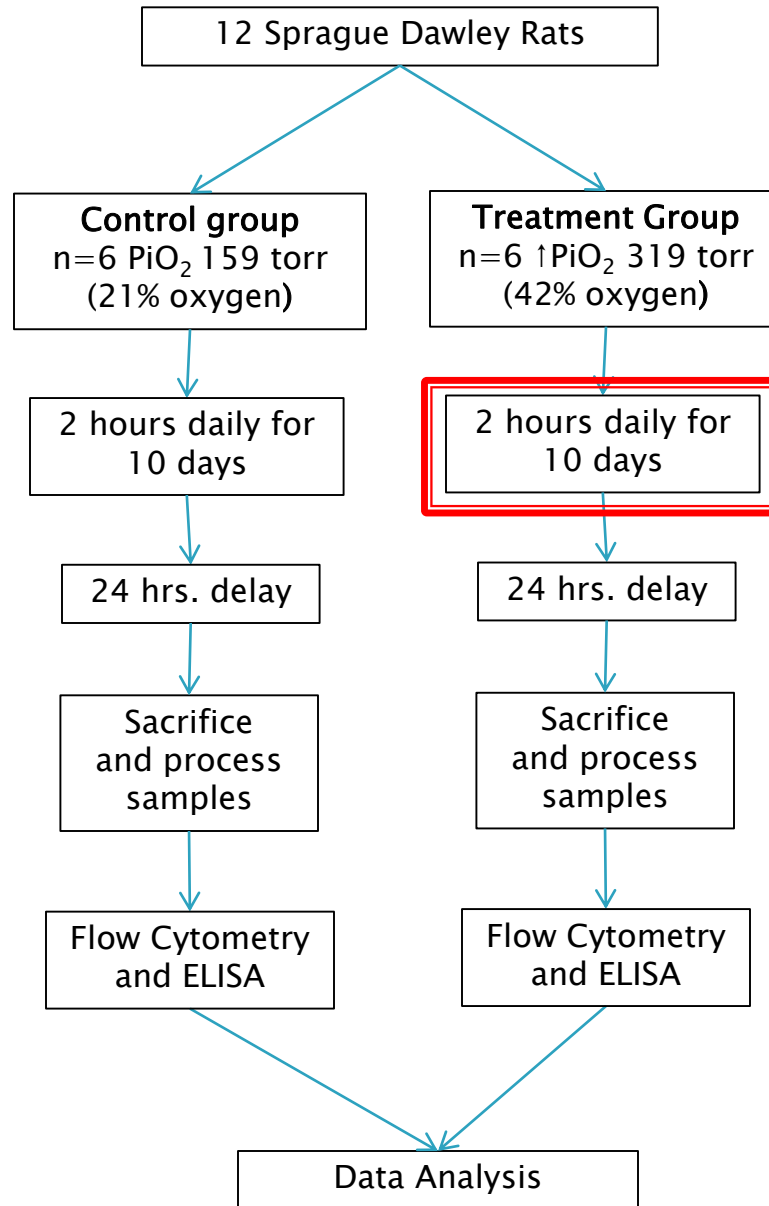 12 Sprague Dawley Rats
Control group
n=6 PiO₂ 159 torr
(21% oxygen)
Treatment Group
n=6 ↑PiO₂ 319 torr
(42% oxygen)
2 hours daily for
10 days
2 hours daily for
10 days
24 hrs. delay
24 hrs. delay
Sacrifice
and process
samples
Sacrifice
and process
samples
Flow Cytometry
and ELISA
Flow Cytometry
and ELISA
Data Analysis